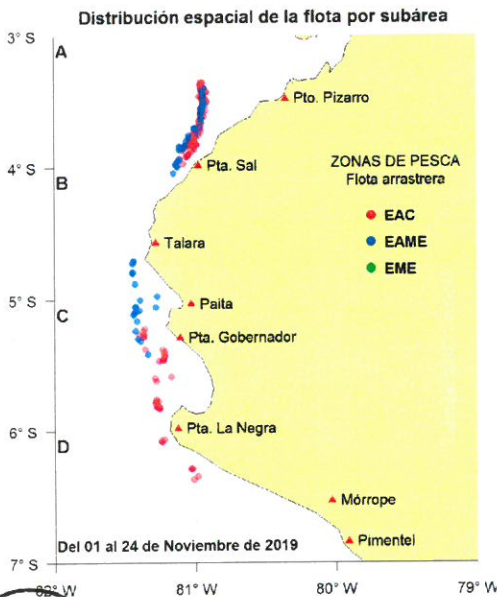 Distribución espacial de la flota por subárea
3° S
A
Pto. Pizarro
4° S
Pta. Sal
B
ZONAS DE PESCA
Flota arrastrera
EAC
EAME
EME
Talara
5° S
Paita
C
Pta. Gobernador
6° S
Pta. La Negra
D
Mórrope
Pimentel
Del 01 al 24 de Noviembre de 2019
7° S
82° W
81° W
80° W
79° W